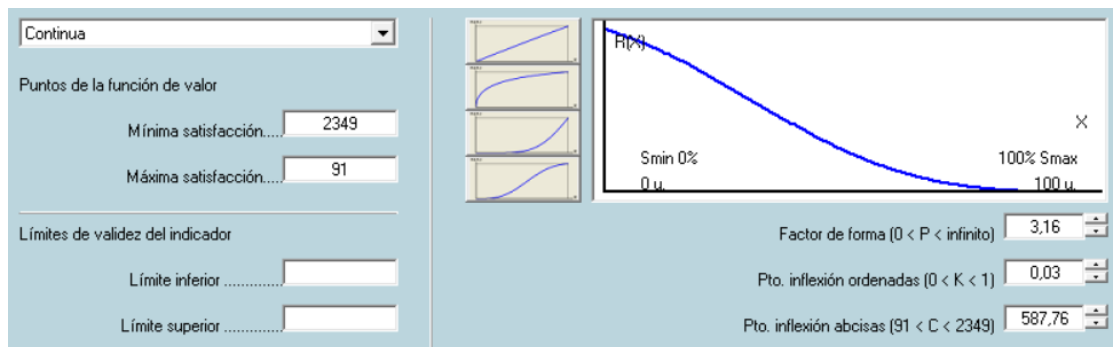 Continua
Puntos de la función de valor
Mínima satisfacción..... 2349
Máxima satisfacción.... 91
Límites de validez del indicador
Límite inferior .............
Límite superior ............
R(X)
X
Smin 0%
100% Smax
0 u.
100 u.
Factor de forma (0 < P < infinito) 3,16
Pto. inflexión ordenadas (0 < K < 1) 0,03
Pto. inflexión abcisas (91 < C < 2349) 587,76